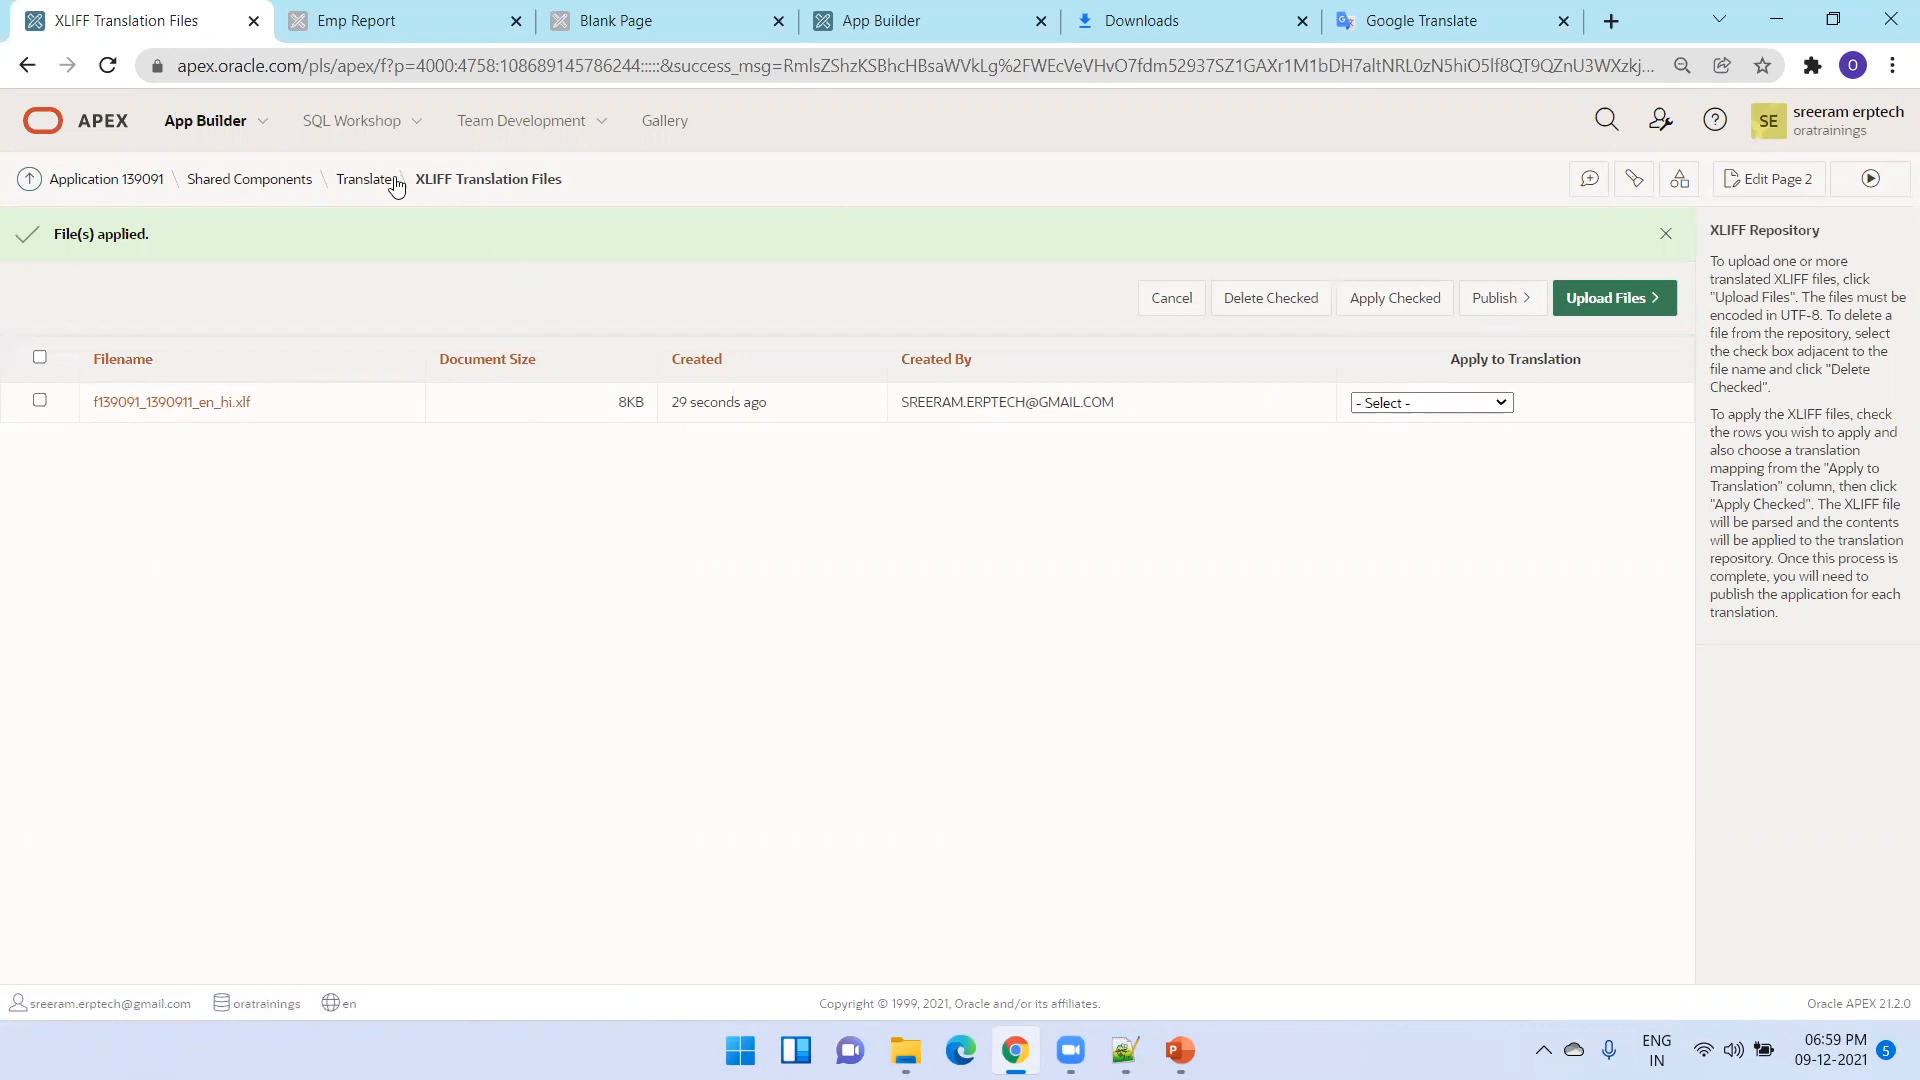 XLIFF Translation Files
Emp Report
Blank Page
App Builder
Downloads
Google Translate
apex.oracle.com/pls/apex/f?p=4000:4758:108689145786244:::::&success_msg=RmlsZShzKSBhcHBsaWVkLg%2FWEcVeVHvO7fdm52937SZ1GAXr1M1bDH7altNRL0zN5hiO5lf8QT9QZnU3WXzkj...
O
APEX
App Builder
SQL Workshop
Team Development
Gallery
SE
sreeram erptech
oratrainings
Application 139091 \ Shared Components \ Translate \ XLIFF Translation Files
Edit Page 2
File(s) applied.
Cancel
Delete Checked
Apply Checked
Publish >
Upload Files >
Filename
Document Size
Created
Created By
Apply to Translation
f139091_1390911_en_hi.xlf
8KB
29 seconds ago
SREERAM.ERPTECH@GMAIL.COM
- Select -
XLIFF Repository
To upload one or more
translated XLIFF files, click
"Upload Files". The files must be
encoded in UTF-8. To delete a
file from the repository, select
the check box adjacent to the
file name and click "Delete
Checked".
To apply the XLIFF files, check
the rows you wish to apply and
also choose a translation
mapping from the "Apply to
Translation" column, then click
"Apply Checked". The XLIFF file
will be parsed and the contents
will be applied to the translation
repository. Once this process is
complete, you will need to
publish the application for each
translation.
sreeram.erptech@gmail.com
oratrainings
en
Copyright © 1999, 2021, Oracle and/or its affiliates.
Oracle APEX 21.2.0
ENG
IN
06:59 PM
09-12-2021
5